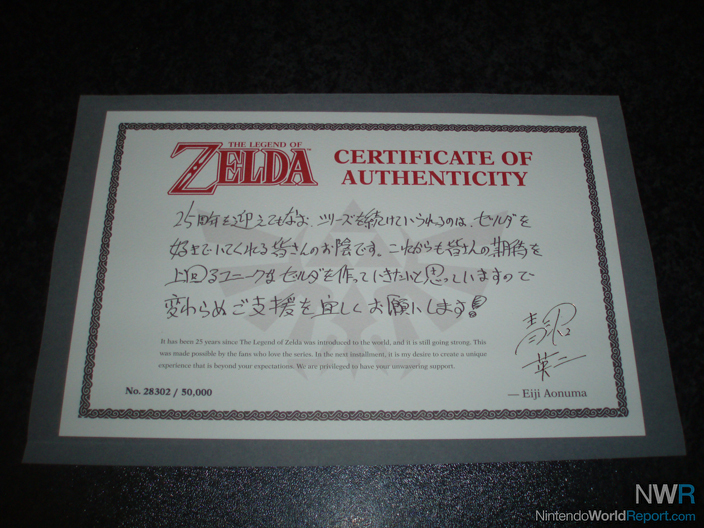 THE LEGEND OF
ZELDA™
CERTIFICATE OF
AUTHENTICITY
25周年を迎えてもなお、シリーズを続けていられるのは、ゼルダを
好きでいてくれる皆さんのお陰です。これからも皆さんの期待を
上回るユニークなゼルダを作っていきたいと思っていますので
変わらぬご支援を宜しくお願いします!
青沼
英二
It has been 25 years since The Legend of Zelda was introduced to the world, and it is still going strong. This
was made possible by the fans who love the series. In the next installment, it is my desire to create a unique
experience that is beyond your expectations. We are privileged to have your unwavering support.
No. 28302 / 50,000
— Eiji Aonuma
NWR
NintendoWorldReport.com